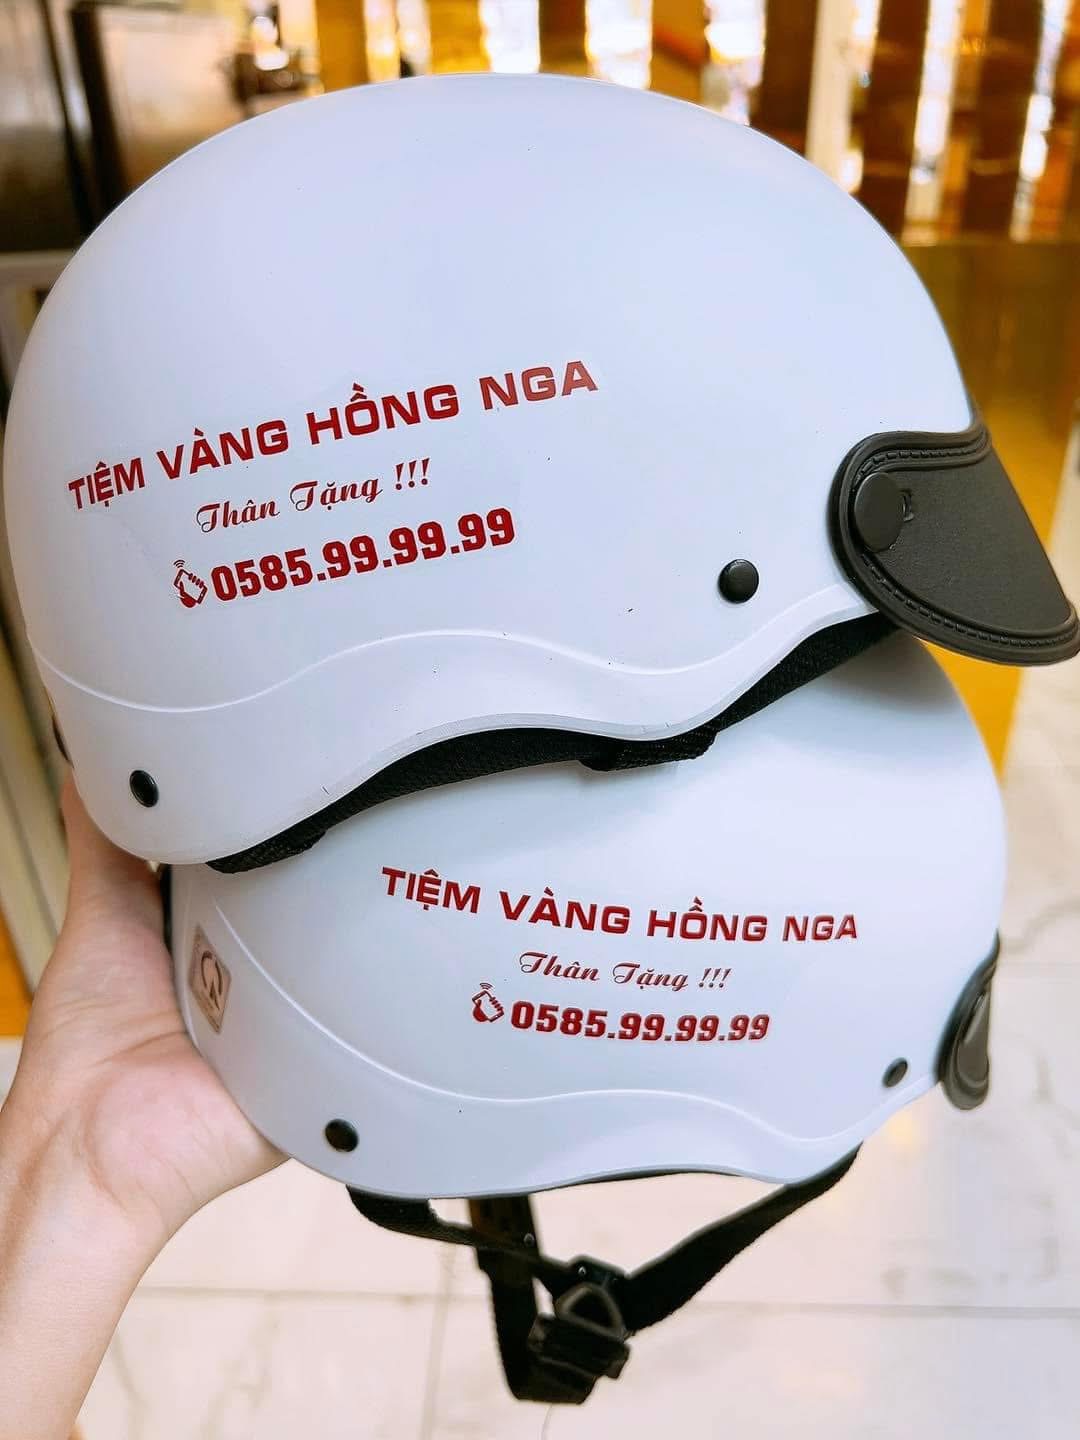 TIỆM VÀNG HỒNG NGA
Thân Tặng !!!
0585.99.99.99
TIỆM VÀNG HỒNG NGA
Thân Tặng !!!
0585.99.99.99